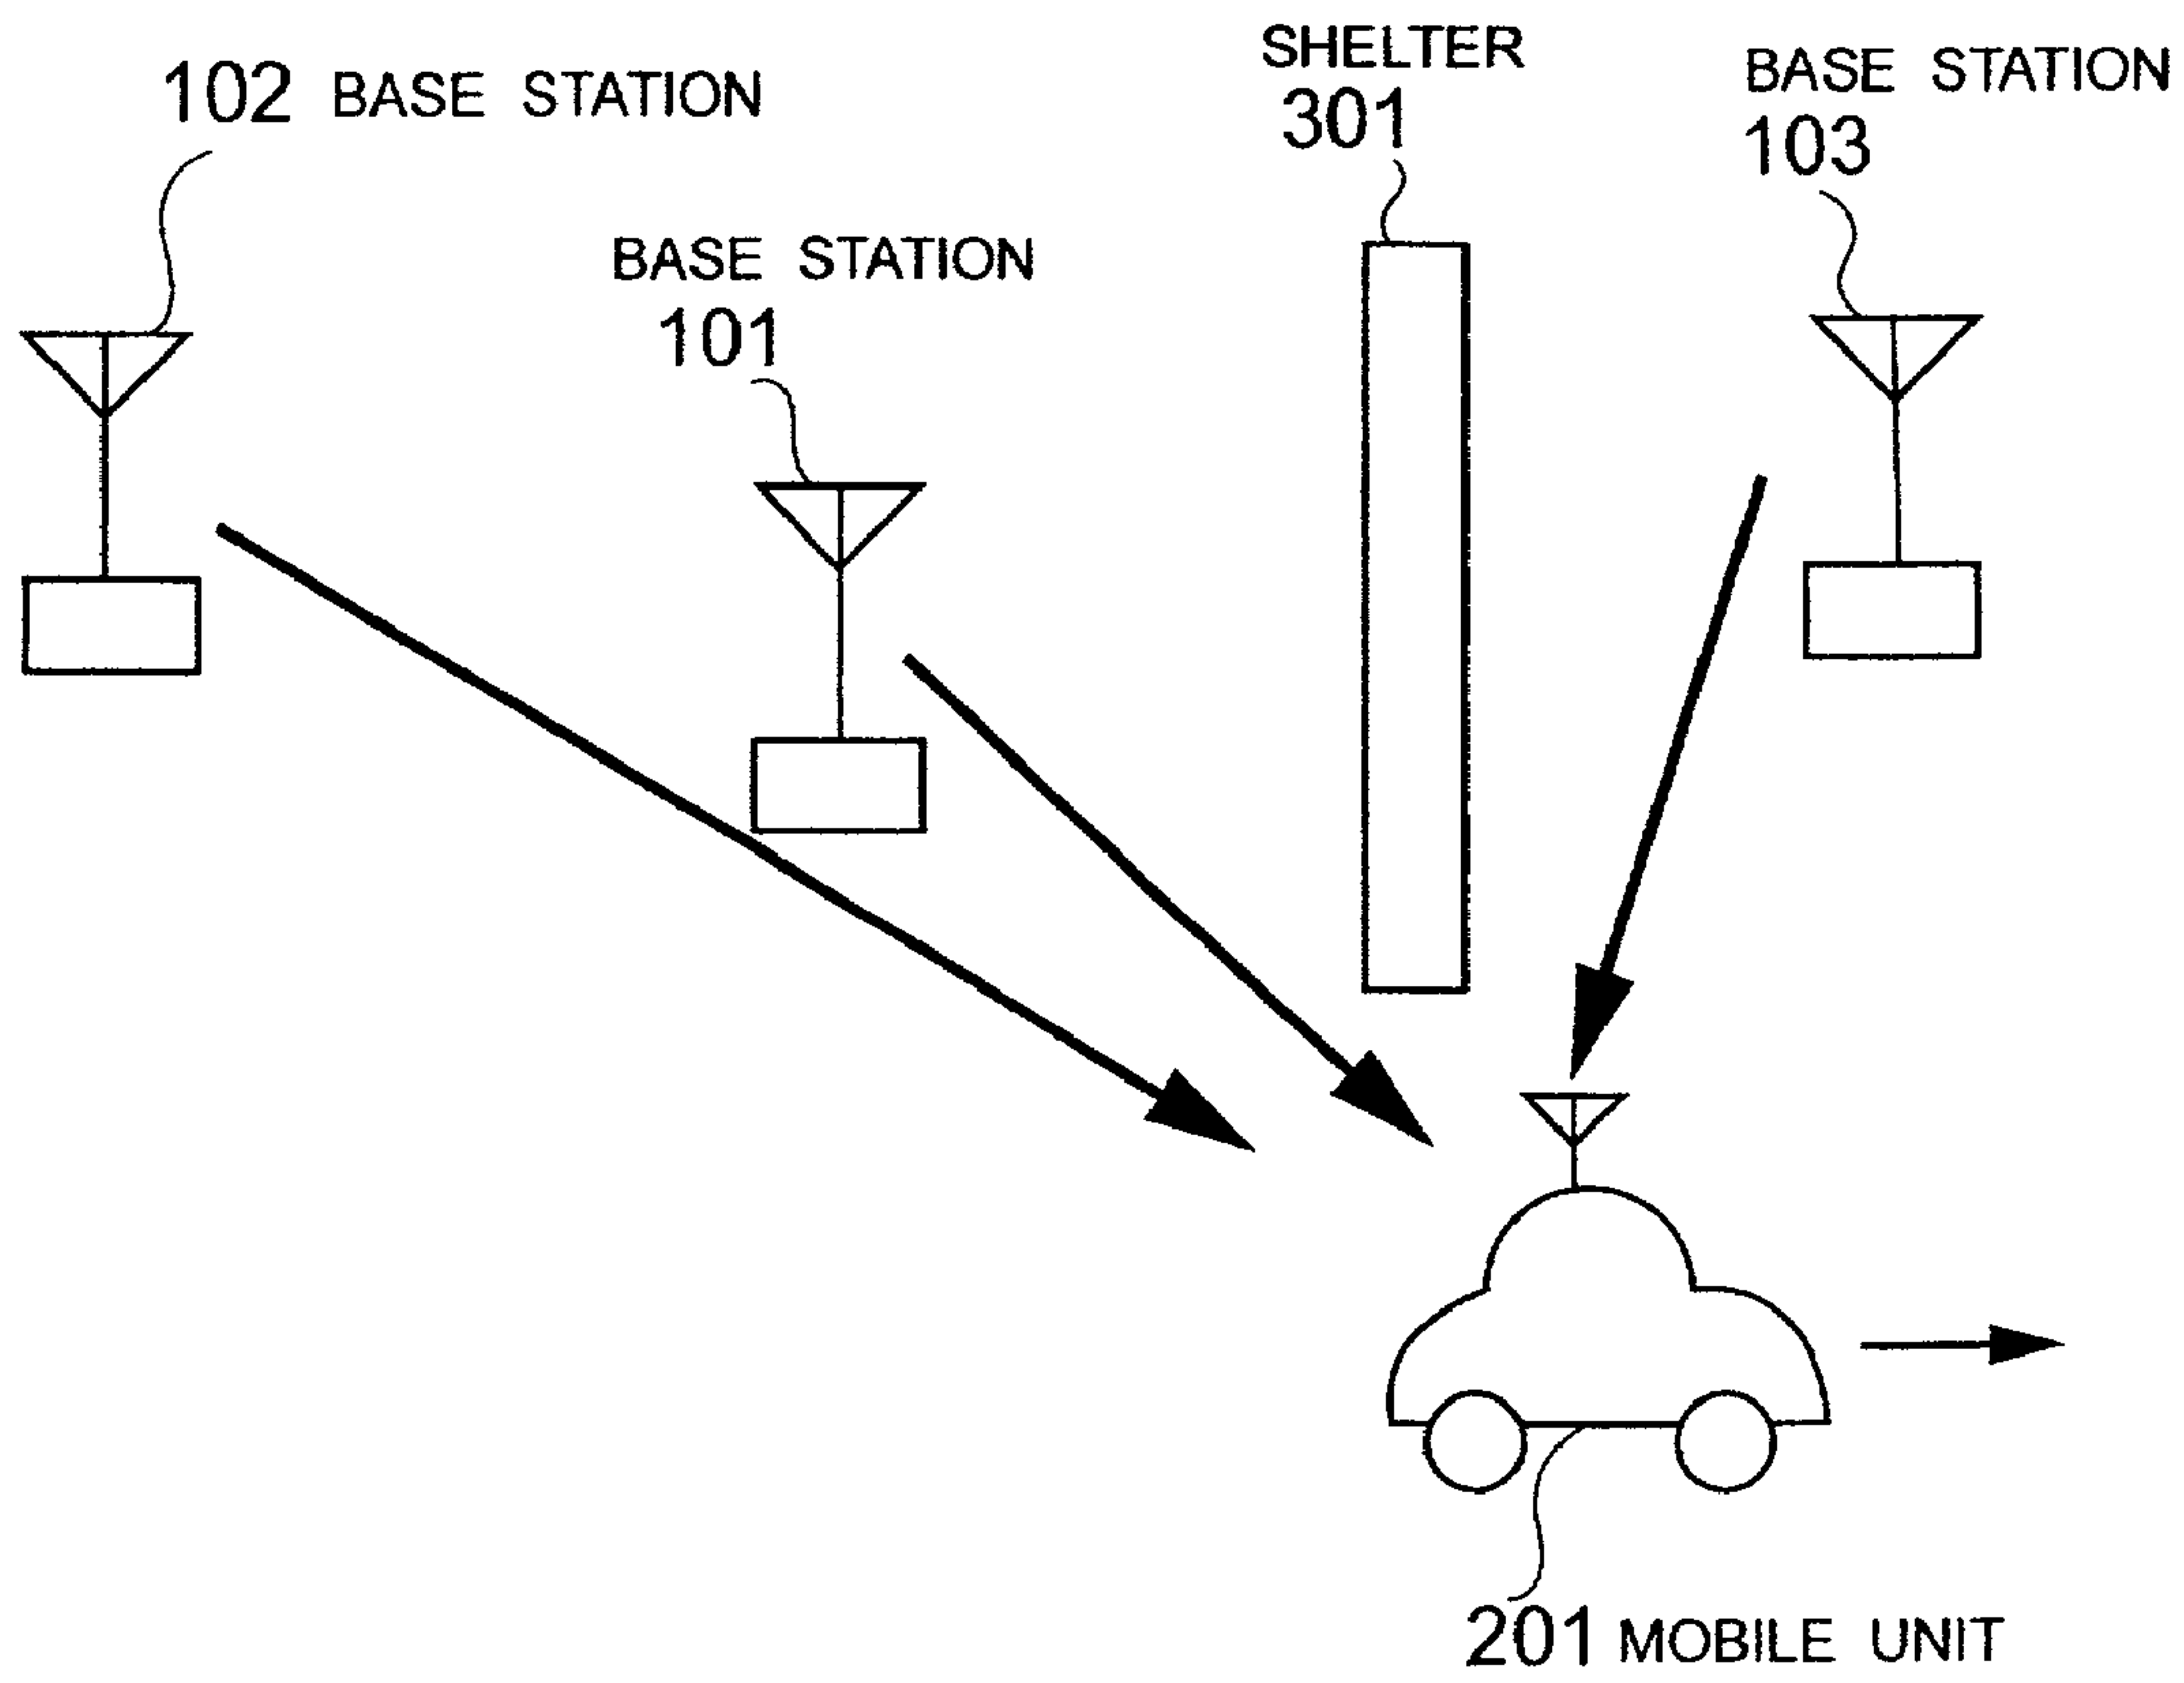 102 BASE STATION
SHELTER
301
BASE STATION
103
BASE STATION
101
201 MOBILE UNIT